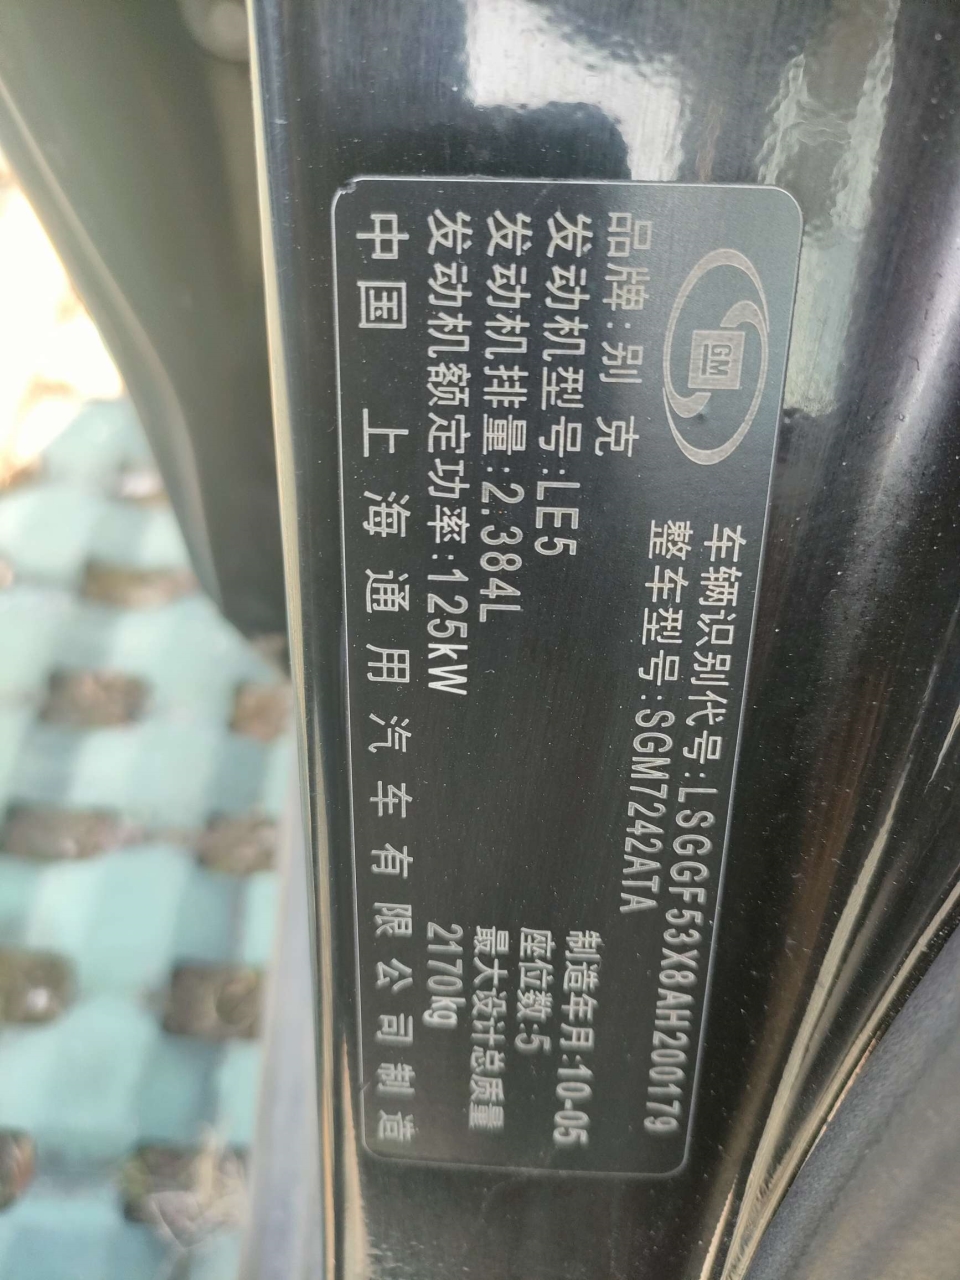 GM
车辆识别代号:LSGGF53X8AH200179
整车型号:SGM7242ATA
品牌:别克
发动机型号:LE5
制造年月:10-05
发动机排量:2.384L
座位数:5
发动机额定功率:125kW
最大设计总质量
2170kg
中国上海通用汽车有限公司制造